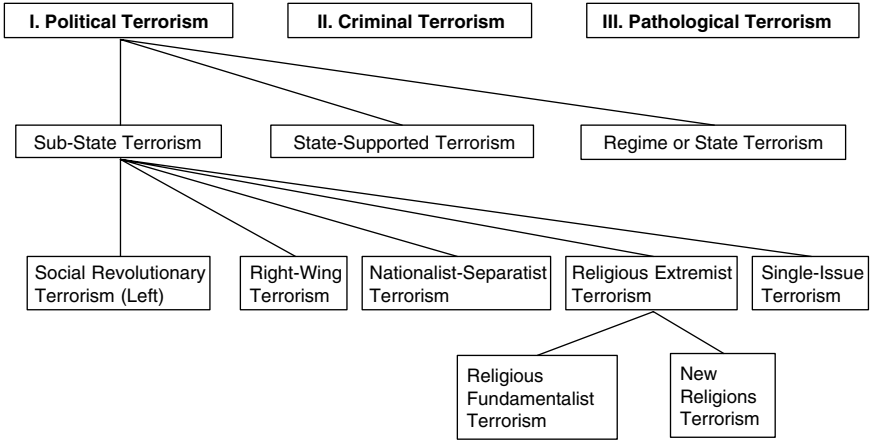 I. Political Terrorism
II. Criminal Terrorism
III. Pathological Terrorism
Sub-State Terrorism
State-Supported Terrorism
Regime or State Terrorism
Social Revolutionary
Terrorism (Left)
Right-Wing
Terrorism
Nationalist-Separatist
Terrorism
Religious Extremist
Terrorism
Single-Issue
Terrorism
Religious
Fundamentalist
Terrorism
New
Religions
Terrorism